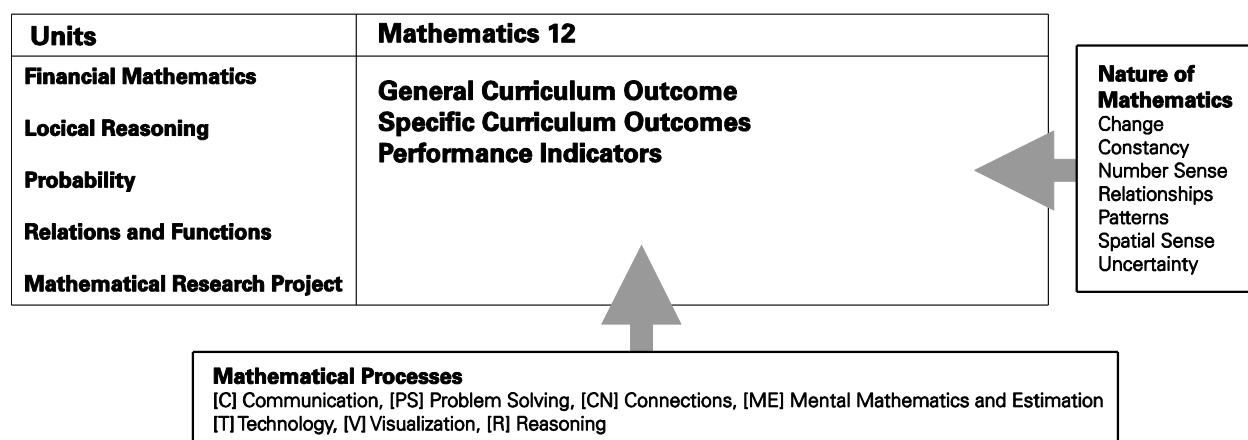 Units
Mathematics 12
Financial Mathematics
Locical Reasoning
Probability
Relations and Functions
Mathematical Research Project
General Curriculum Outcome
Specific Curriculum Outcomes
Performance Indicators
Nature of
Mathematics
Change
Constancy
Number Sense
Relationships
Patterns
Spatial Sense
Uncertainty
Mathematical Processes
[C] Communication, [PS] Problem Solving, [CN] Connections, [ME] Mental Mathematics and Estimation
[T] Technology, [V] Visualization, [R] Reasoning